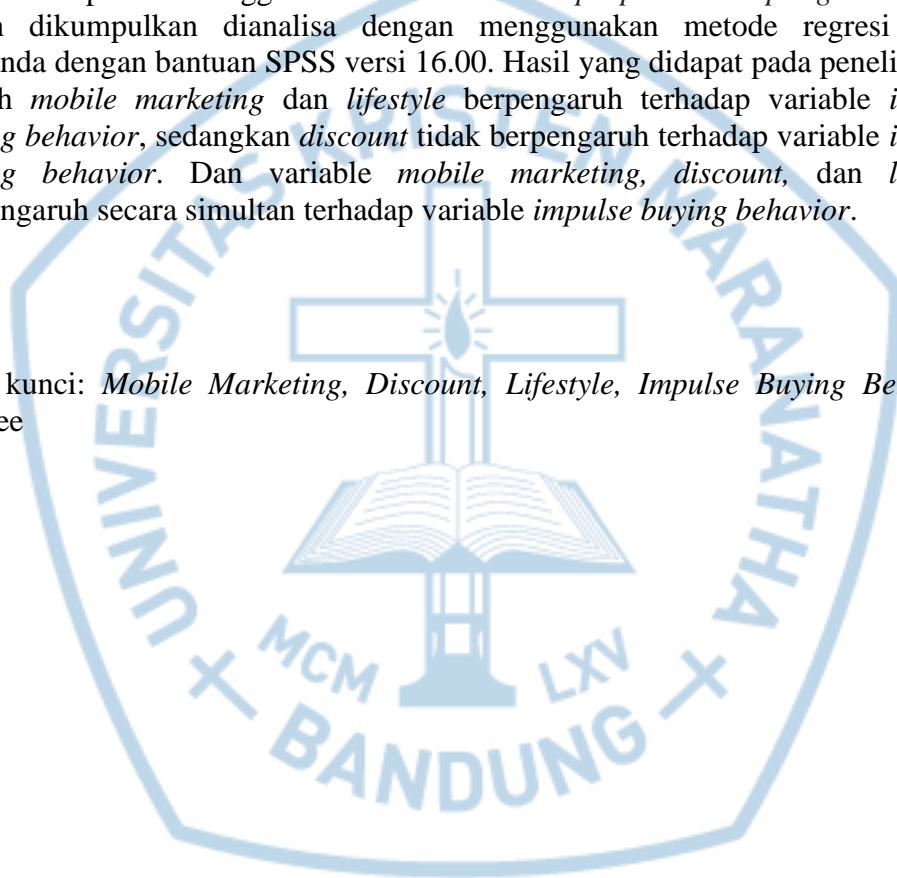 dikumpulkan dianalisa dengan menggunakan metode regresi
nda dengan bantuan SPSS versi 16.00. Hasil yang didapat pada peneli
h mobile marketing dan lifestyle berpengaruh terhadap variable i
g behavior, sedangkan discount tidak berpengaruh terhadap variable i
g behavior. Dan variable mobile marketing, discount, dan l
ngaruh secara simultan terhadap variable impulse buying behavior.
kunci: Mobile Marketing, Discount, Lifestyle, Impulse Buying Be
ee
UNIVERSITAS KRISTEN MARANATHA
MCM LXV
BANDUNG